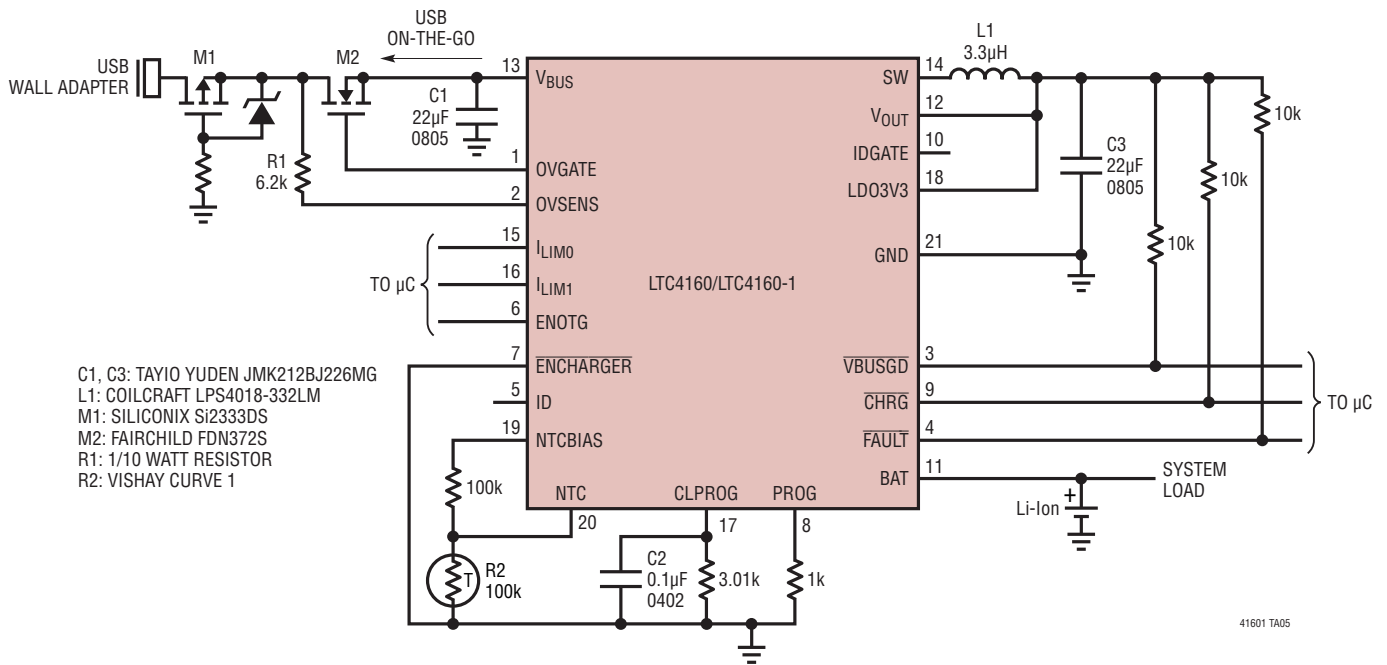 USB
ON-THE-GO
USB
WALL ADAPTER
M1
M2
C1
22µF
0805
R1
6.2k
13
1
2
15
16
6
7
5
19
VBUS
OVGATE
OVSENS
ILIM0
ILIM1
ENOTG
ENCHARGER
ID
NTCBIAS
TO µC
LTC4160/LTC4160-1
NTC
CLPROG
PROG
20
17
8
SW
VOUT
IDGATE
LDO3V3
GND
VBUSGD
CHRG
FAULT
BAT
14
12
10
18
21
3
9
4
11
L1
3.3µH
C3
22µF
0805
10k
10k
10k
TO µC
SYSTEM
LOAD
Li-Ion
+
100k
T
R2
100k
C2
0.1µF
0402
3.01k
1k
C1, C3: TAYIO YUDEN JMK212BJ226MG
L1: COILCRAFT LPS4018-332LM
M1: SILICONIX Si2333DS
M2: FAIRCHILD FDN372S
R1: 1/10 WATT RESISTOR
R2: VISHAY CURVE 1
41601 TA05